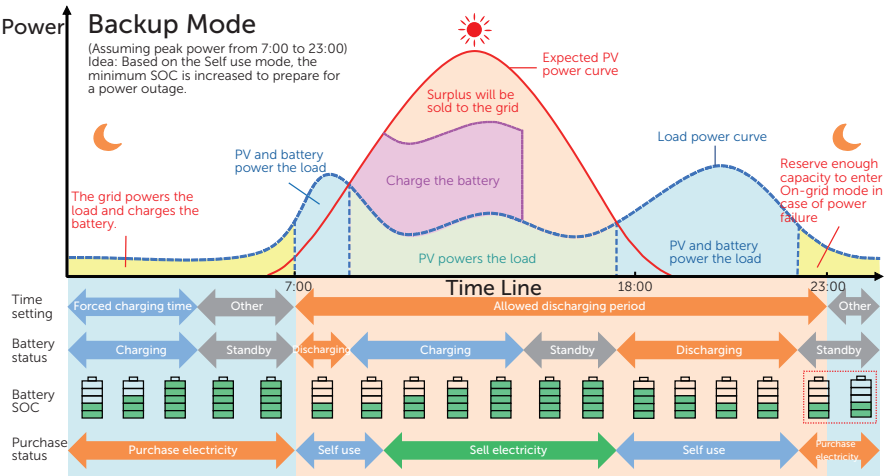 Power
Backup Mode
(Assuming peak power from 7:00 to 23:00)
Idea: Based on the Self use mode, the
minimum SOC is increased to prepare for
a power outage.
Expected PV
power curve
Surplus will be
sold to the grid
Load power curve
PV and battery
power the load
Charge the battery
Reserve enough
capacity to enter
On-grid mode in
case of power
failure
The grid powers the
load and charges the
battery.
PV powers the load
PV and battery
power the load
7:00
Time Line
18:00
23:00
Time
setting
Forced charging time
Other
Allowed discharging period
Other
Battery
status
Charging
Standby
Discharging
Charging
Standby
Discharging
Standby
Battery
SOC
Purchase
status
Purchase electricity
Self use
Sell electricity
Self use
Purchase
electricity